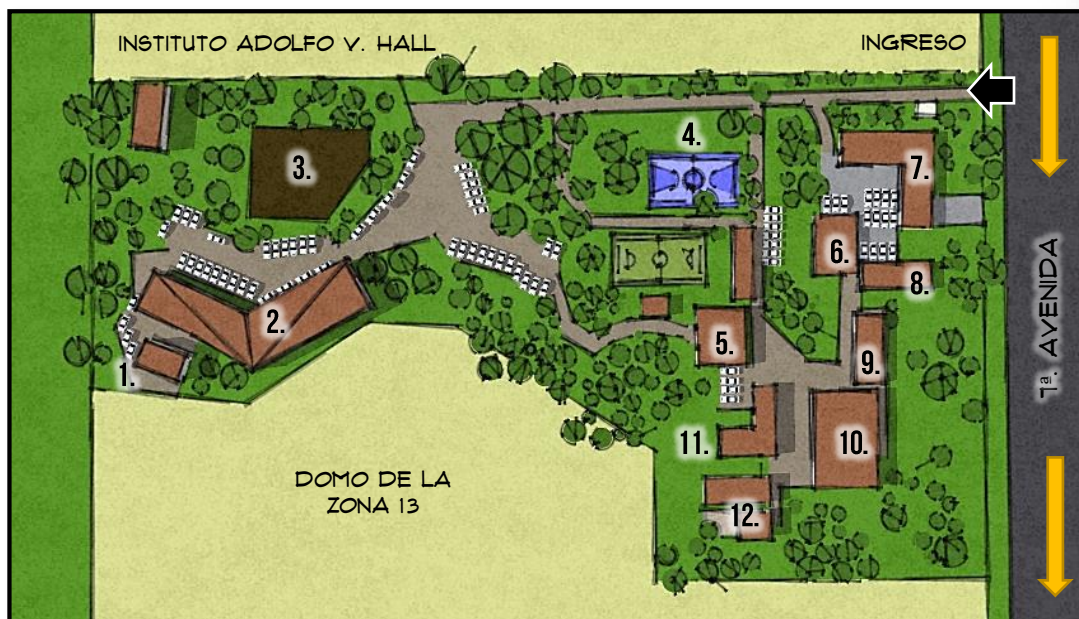 INSTITUTO ADOLFO V. HALL
INGRESO
4.
3.
7.
6.
8.
1ª. AVENIDA
2.
5.
9.
1.
11.
10.
DOMO DE LA
ZONA 13
12.